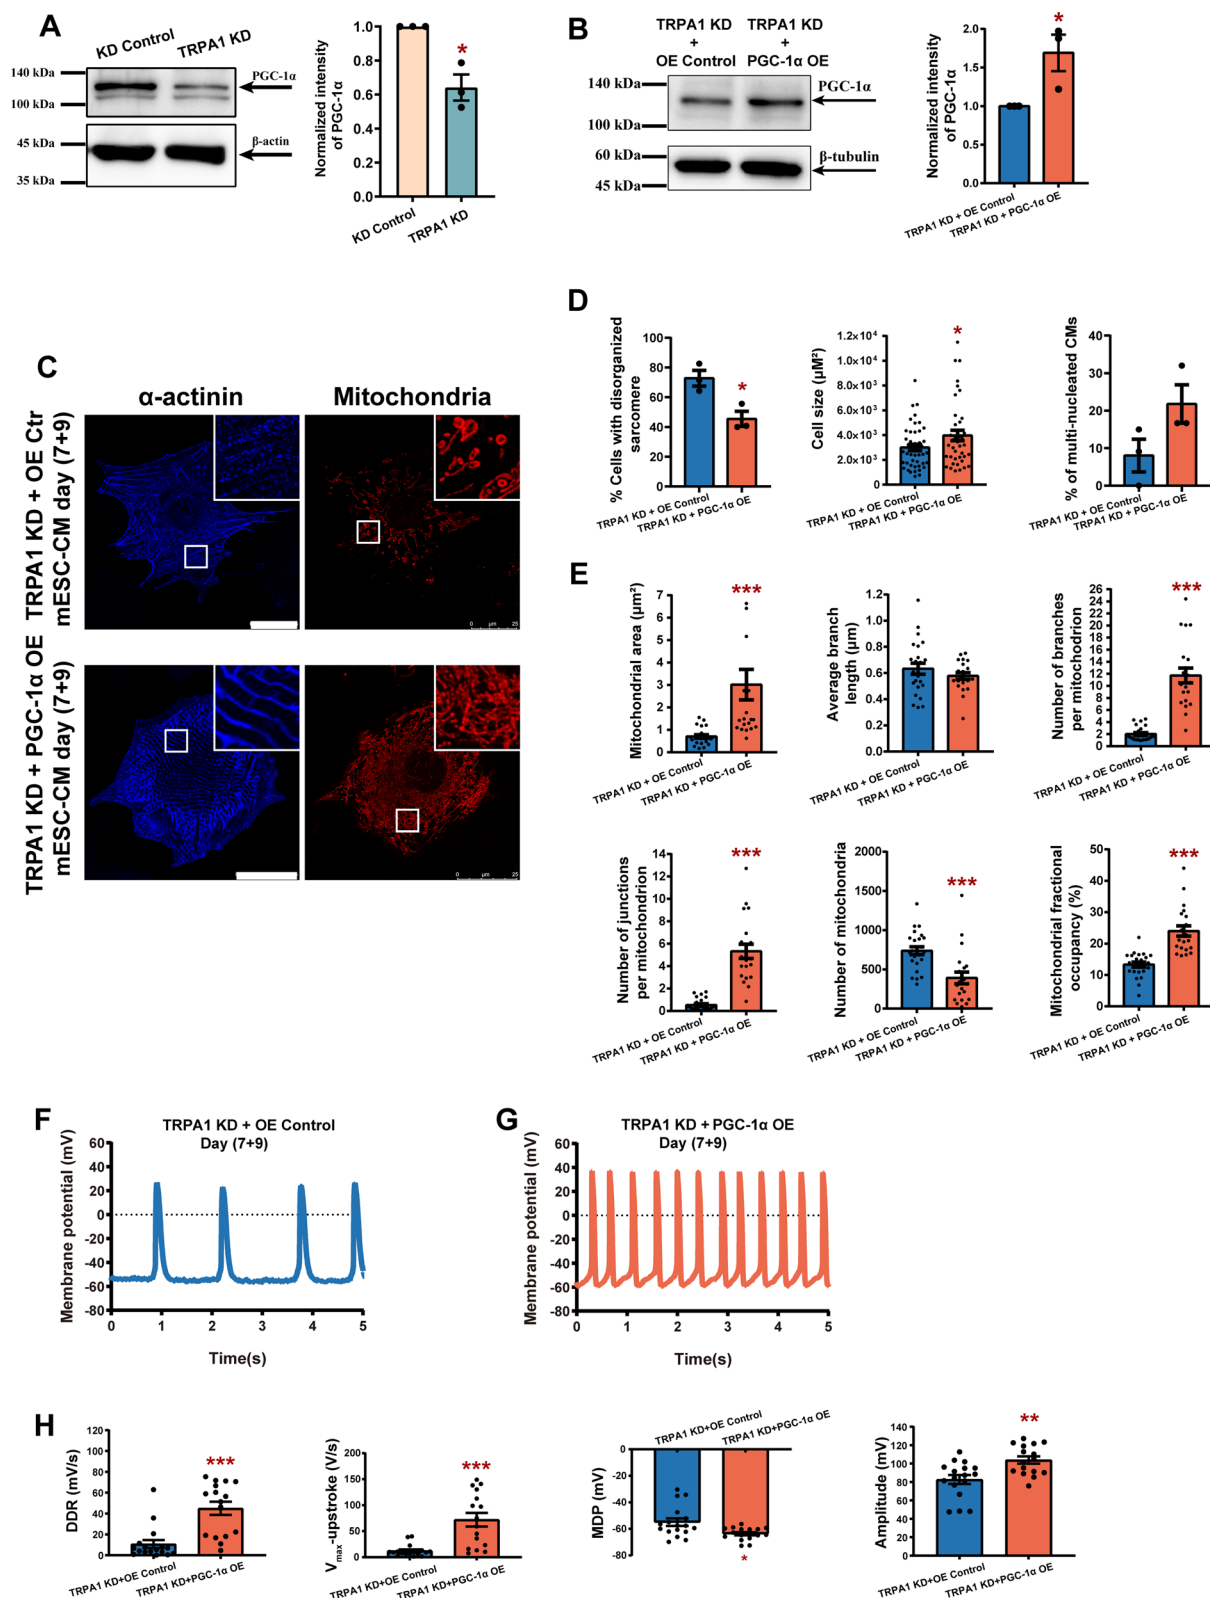 A
KD Control
TRPA1 KD
140 kDa
PGC-1α
100 kDa
45 kDa
β-actin
35 kDa
Normalized intensity
of PGC-1α
1.0
0.8
0.6
0.4
0.2
0.0
*
KD Control
TRPA1 KD
B
TRPA1 KD
+
OE Control
TRPA1 KD
+
PGC-1α OE
140 kDa
PGC-1α
100 kDa
60 kDa
β-tubulin
45 kDa
Normalized intensity
of PGC-1α
2.0
1.5
1.0
0.5
0.0
*
TRPA1 KD + OE Control
TRPA1 KD + PGC-1α OE
C
α-actinin
Mitochondria
TRPA1 KD + OE Ctr
mESC-CM day (7+9)
0 μm 25
TRPA1 KD + PGC-1α OE
mESC-CM day (7+9)
0 μm 25
D
% Cells with disorganized
sarcomere
100
80
60
40
20
0
*
TRPA1 KD + OE Control
TRPA1 KD + PGC-1α OE
Cell size (μM²)
1.2×10⁴
1.0×10⁴
8.0×10³
6.0×10³
4.0×10³
2.0×10³
*
TRPA1 KD + OE Control
TRPA1 KD + PGC-1α OE
% of multi-nucleated CMs
40
30
20
10
0
TRPA1 KD + OE Control
TRPA1 KD + PGC-1α OE
E
Mitochondrial area (μm²)
7
6
5
4
3
2
1
0
***
TRPA1 KD + OE Control
TRPA1 KD + PGC-1α OE
Average branch
length (μm)
1.2
1.0
0.8
0.6
0.4
0.2
0.0
TRPA1 KD + OE Control
TRPA1 KD + PGC-1α OE
Number of branches
per mitochodrion
26
24
22
20
18
16
14
12
10
8
6
4
2
0
***
TRPA1 KD + OE Control
TRPA1 KD + PGC-1α OE
Number of junctions
per mitochondrion
14
12
10
8
6
4
2
0
***
TRPA1 KD + OE Control
TRPA1 KD + PGC-1α OE
Number of mitochondria
2000
1500
1000
500
0
***
TRPA1 KD + OE Control
TRPA1 KD + PGC-1α OE
Mitochondrial fractional
occupancy (%)
50
40
30
20
10
0
***
TRPA1 KD + OE Control
TRPA1 KD + PGC-1α OE
F
TRPA1 KD + OE Control
Day (7+9)
Membrane potential (mV)
60
40
20
0
-20
-40
-60
-80
0 1 2 3 4 5
Time(s)
G
TRPA1 KD + PGC-1α OE
Day (7+9)
Membrane potential (mV)
60
40
20
0
-20
-40
-60
-80
0 1 2 3 4 5
Time(s)
H
DDR (mV/s)
120
100
80
60
40
20
0
***
TRPA1 KD+OE Control
TRPA1 KD+PGC-1α OE
Vmax-upstroke (V/s)
200
150
100
50
0
***
TRPA1 KD+OE Control
TRPA1 KD+PGC-1α OE
TRPA1 KD+OE Control
TRPA1 KD+PGC-1α OE
MDP (mV)
0
-20
-40
-60
-80
*
Amplitude (mV)
140
120
100
80
60
40
20
0
**
TRPA1 KD+OE Control
TRPA1 KD+PGC-1α OE